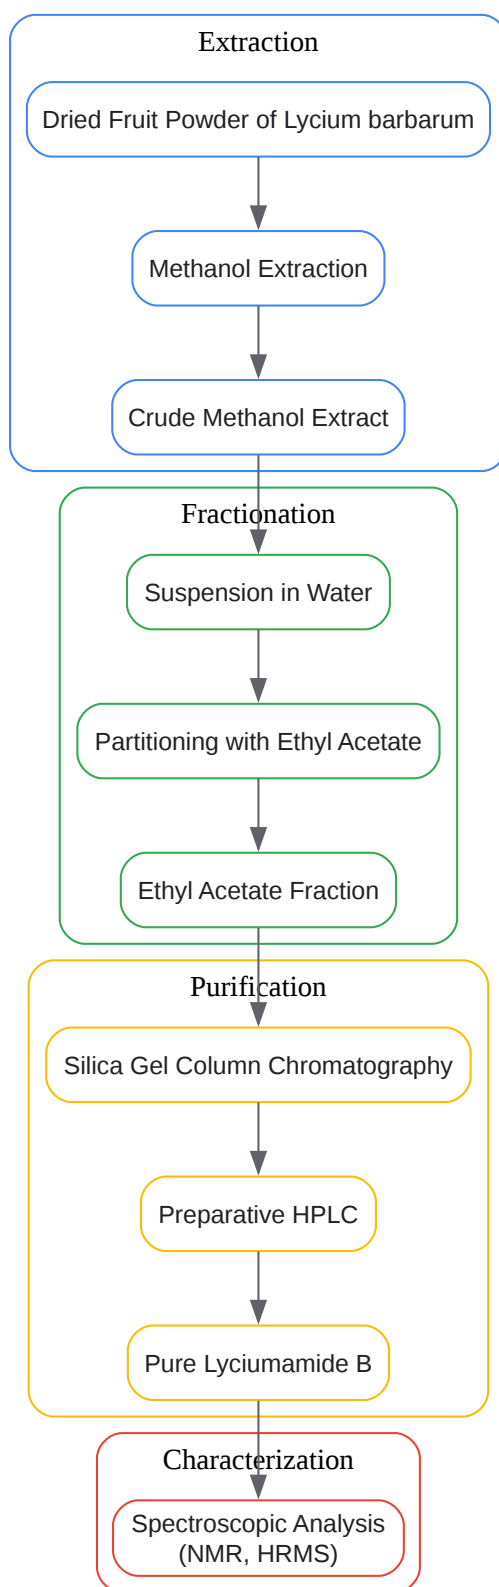 Extraction
Dried Fruit Powder of Lycium barbarum
Methanol Extraction
Crude Methanol Extract
Fractionation
Suspension in Water
Partitioning with Ethyl Acetate
Ethyl Acetate Fraction
Purification
Silica Gel Column Chromatography
Preparative HPLC
Pure Lyciumamide B
Characterization
Spectroscopic Analysis
(NMR, HRMS)